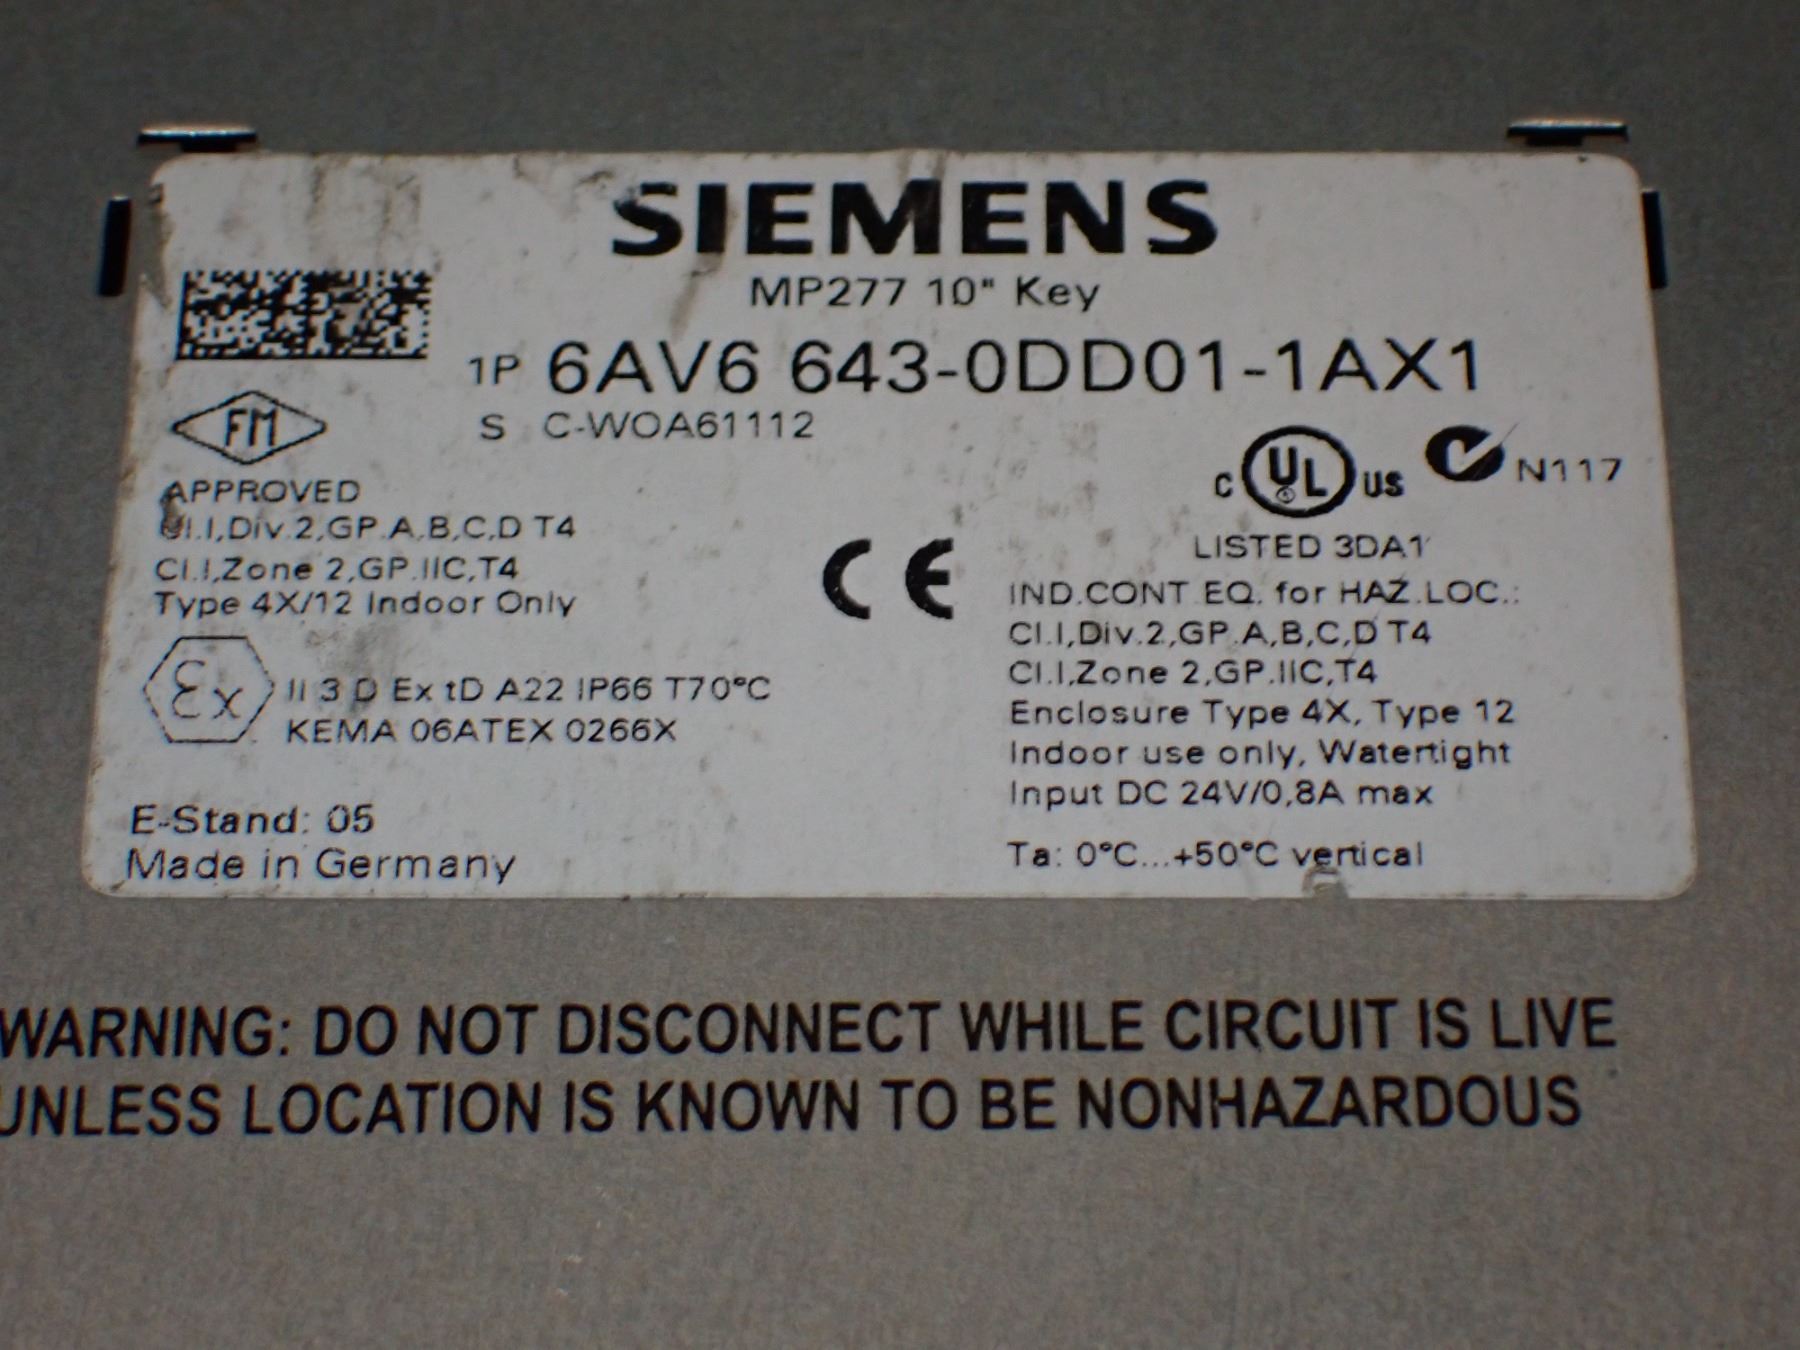 SIEMENS
MP277 10" Key
1P 6AV6 643-0DD01-1AX1
S C-WOA61112
FM
APPROVED
Cl.I,Div.2,GP.A,B,C,D T4
Cl.I,Zone 2,GP.IIC,T4
Type 4X/12 Indoor Only
Ex II 3 D Ex tD A22 IP66 T70°C
KEMA 06ATEX 0266X
E-Stand: 05
Made in Germany
CE
C UL US N117
LISTED 3DA1
IND.CONT.EQ. for HAZ.LOC.:
Cl.I,Div.2,GP.A,B,C,D T4
Cl.I,Zone 2,GP.IIC,T4
Enclosure Type 4X, Type 12
Indoor use only, Watertight
Input DC 24V/0,8A max
Ta: 0°C...+50°C vertical
WARNING: DO NOT DISCONNECT WHILE CIRCUIT IS LIVE
UNLESS LOCATION IS KNOWN TO BE NONHAZARDOUS